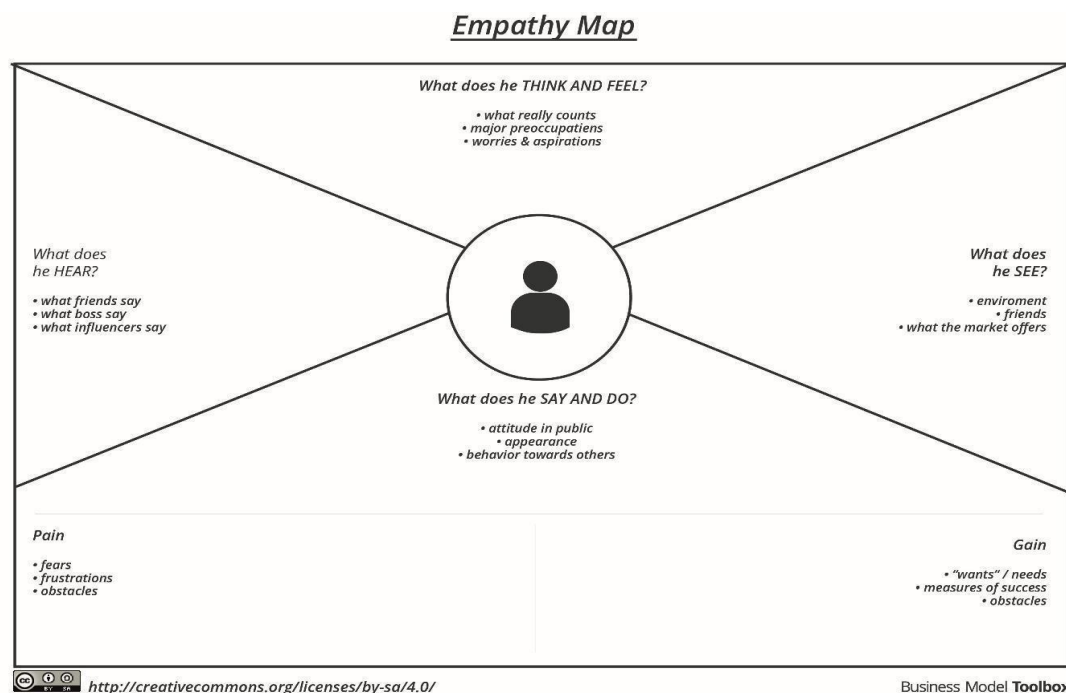 Empathy Map
What does he THINK AND FEEL?
• what really counts
• major preoccupatiens
• worries & aspirations
What does
he HEAR?
• what friends say
• what boss say
• what influencers say
What does
he SEE?
• enviroment
• friends
• what the market offers
What does he SAY AND DO?
• attitude in public
• appearance
• behavior towards others
Pain
• fears
• frustrations
• obstacles
Gain
• “wants” / needs
• measures of success
• obstacles
cc BY SA
http://creativecommons.org/licenses/by-sa/4.0/
Business Model Toolbox